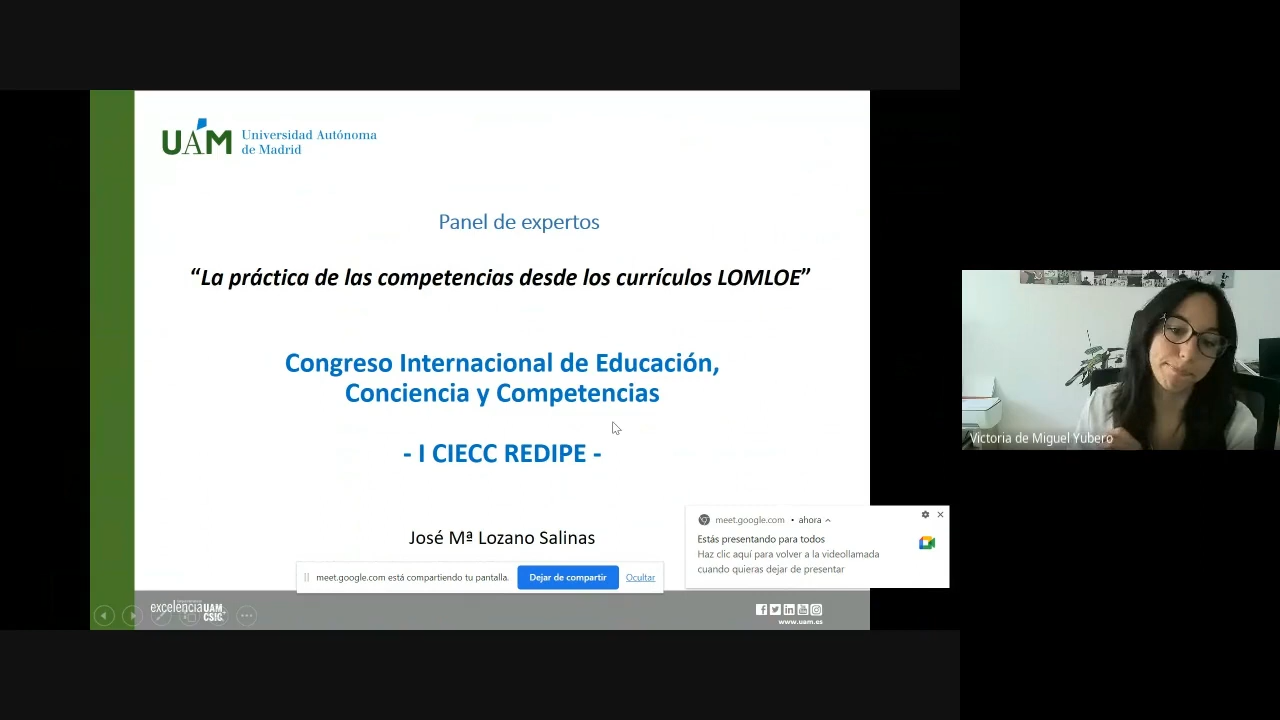 UAM Universidad Autónoma
de Madrid
Panel de expertos
“La práctica de las competencias desde los currículos LOMLOE”
Congreso Internacional de Educación,
Conciencia y Competencias
- I CIECC REDIPE -
José Mª Lozano Salinas
meet.google.com está compartiendo tu pantalla. Dejar de compartir Ocultar
meet.google.com • ahora
Estás presentando para todos
Haz clic aquí para volver a la videollamada
cuando quieras dejar de presentar
excelencia UAM
CSIC
www.uam.es
Victoria de Miguel Yubero